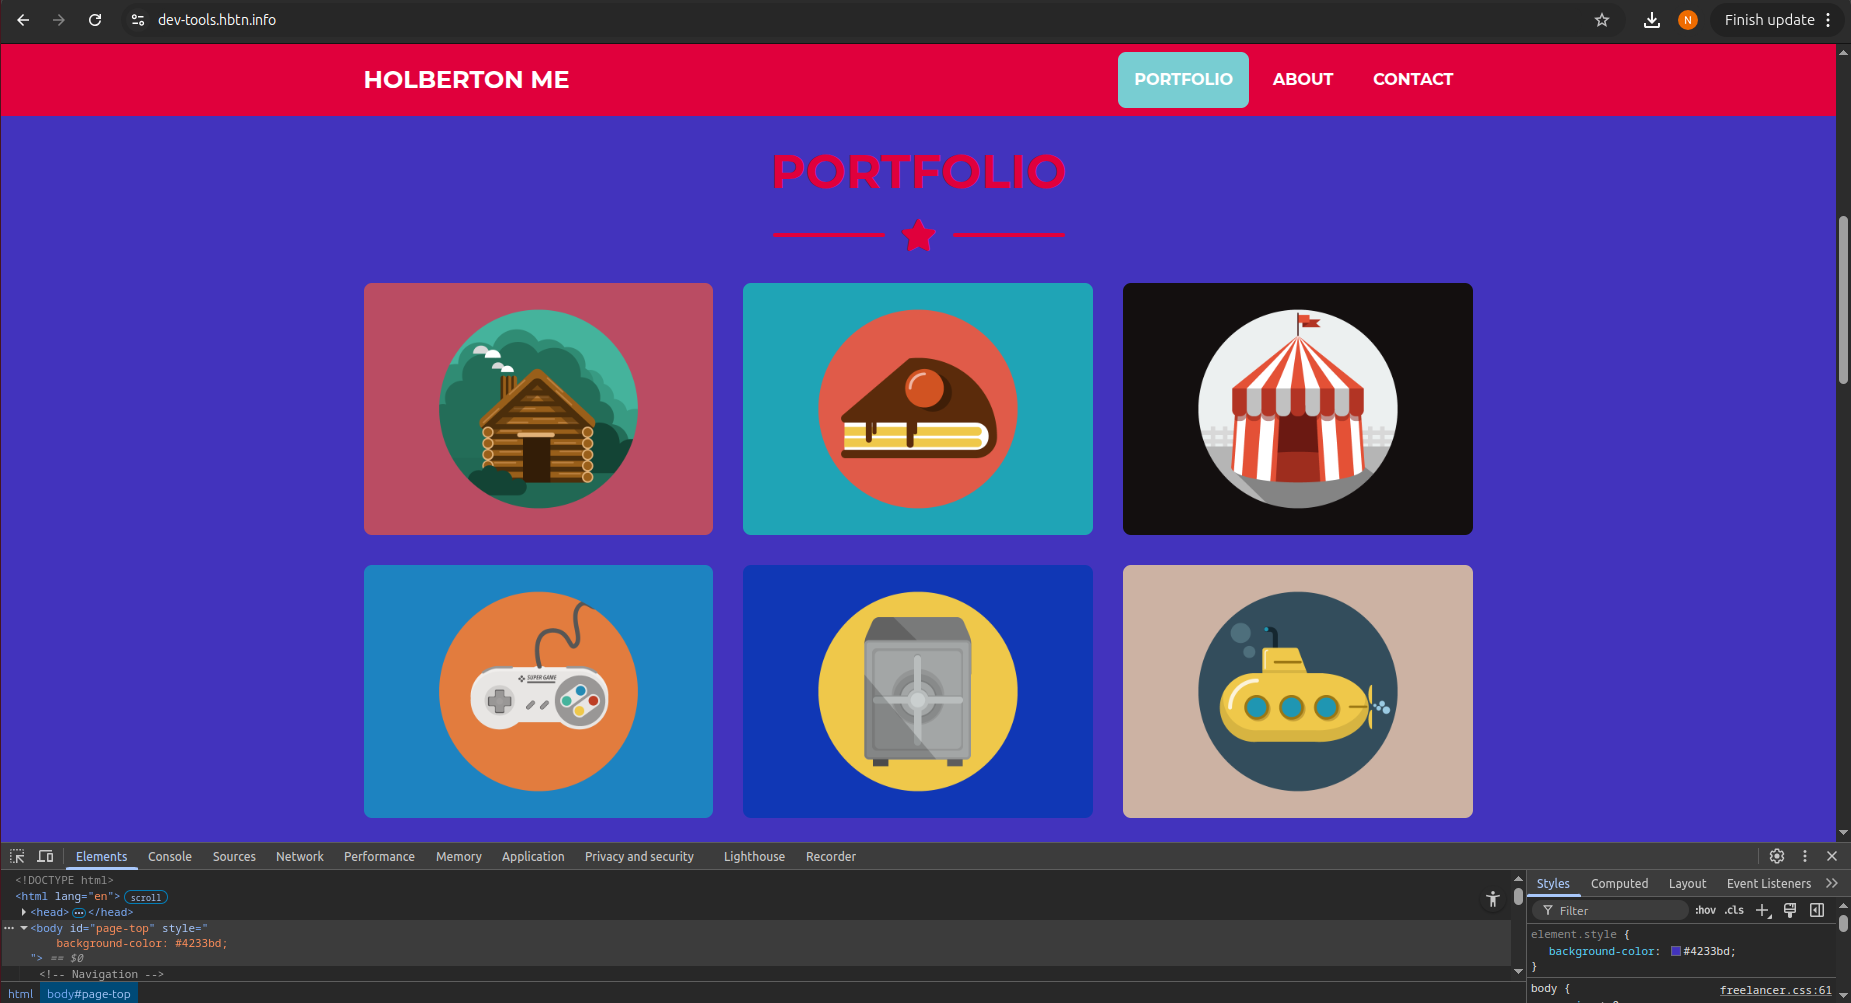 dev-tools.hbtn.info
N
Finish update
HOLBERTON ME
PORTFOLIO
ABOUT
CONTACT
PORTFOLIO
SUPER GAME
Elements
Console
Sources
Network
Performance
Memory
Application
Privacy and security
Lighthouse
Recorder
<!DOCTYPE html>
<html lang="en"> scroll
<head> ••• </head>
<body id="page-top" style="
background-color: #4233bd;
"> == $0
<!-- Navigation -->
html
body#page-top
Styles
Computed
Layout
Event Listeners
Filter
:hov
.cls
element.style {
background-color: #4233bd;
}
body {
freelancer.css:61